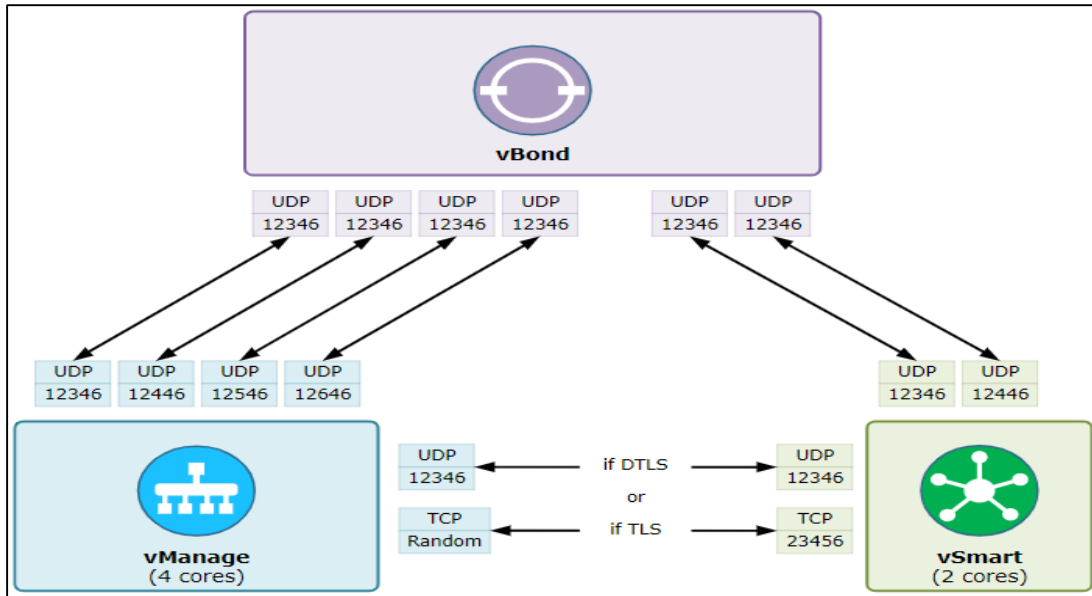 vBond
UDP UDP UDP UDP UDP UDP
12346 12346 12346 12346 12346 12346
UDP UDP UDP UDP UDP UDP
12346 12446 12546 12646 12346 12446
UDP if DTLS UDP
12346 12346
or
TCP if TLS TCP
Random 23456
vManage
(4 cores)
vSmart
(2 cores)